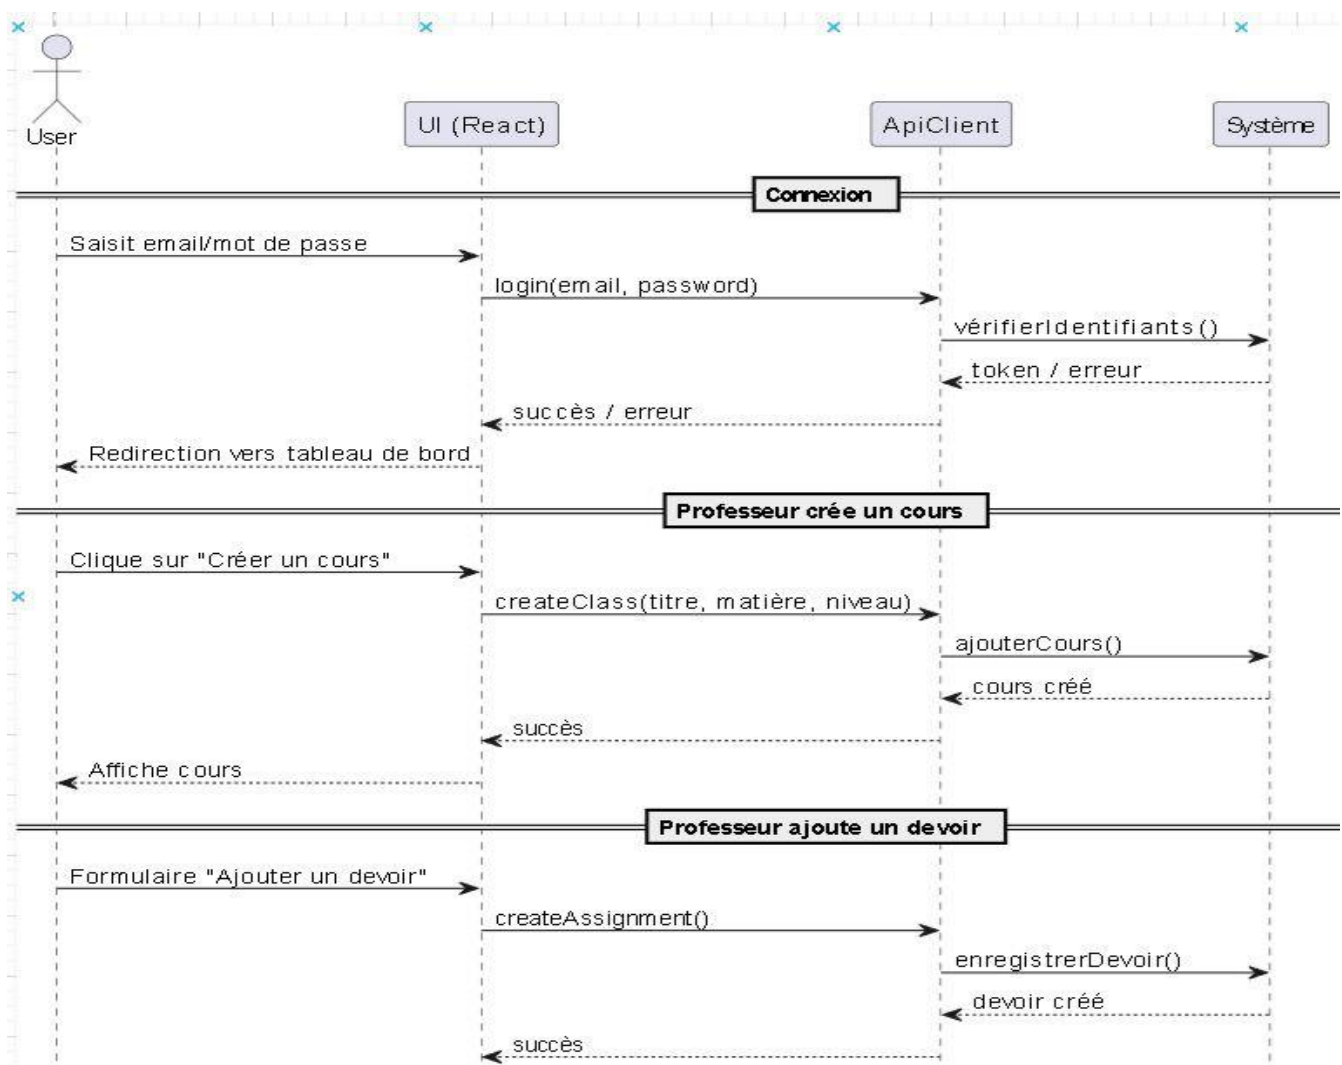 User
UI (React)
ApiClient
Système
Connexion
Saisit email/mot de passe
login(email, password)
vérifierIdentifiants()
token / erreur
succès / erreur
Redirection vers tableau de bord
Professeur crée un cours
Clique sur "Créer un cours"
createClass(titre, matière, niveau)
ajouterCours()
cours créé
succès
Affiche cours
Professeur ajoute un devoir
Formulaire "Ajouter un devoir"
createAssignment()
enregistrerDevoir()
devoir créé
succès